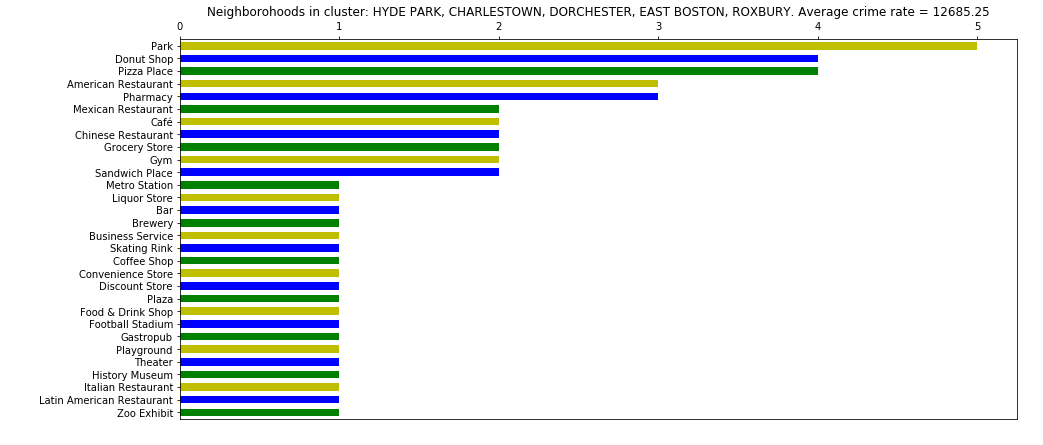 Neighborohoods in cluster: HYDE PARK, CHARLESTOWN, DORCHESTER, EAST BOSTON, ROXBURY. Average crime rate = 12685.25
0 1 2 3 4 5
Park
Donut Shop
Pizza Place
American Restaurant
Pharmacy
Mexican Restaurant
Café
Chinese Restaurant
Grocery Store
Gym
Sandwich Place
Metro Station
Liquor Store
Bar
Brewery
Business Service
Skating Rink
Coffee Shop
Convenience Store
Discount Store
Plaza
Food & Drink Shop
Football Stadium
Gastropub
Playground
Theater
History Museum
Italian Restaurant
Latin American Restaurant
Zoo Exhibit